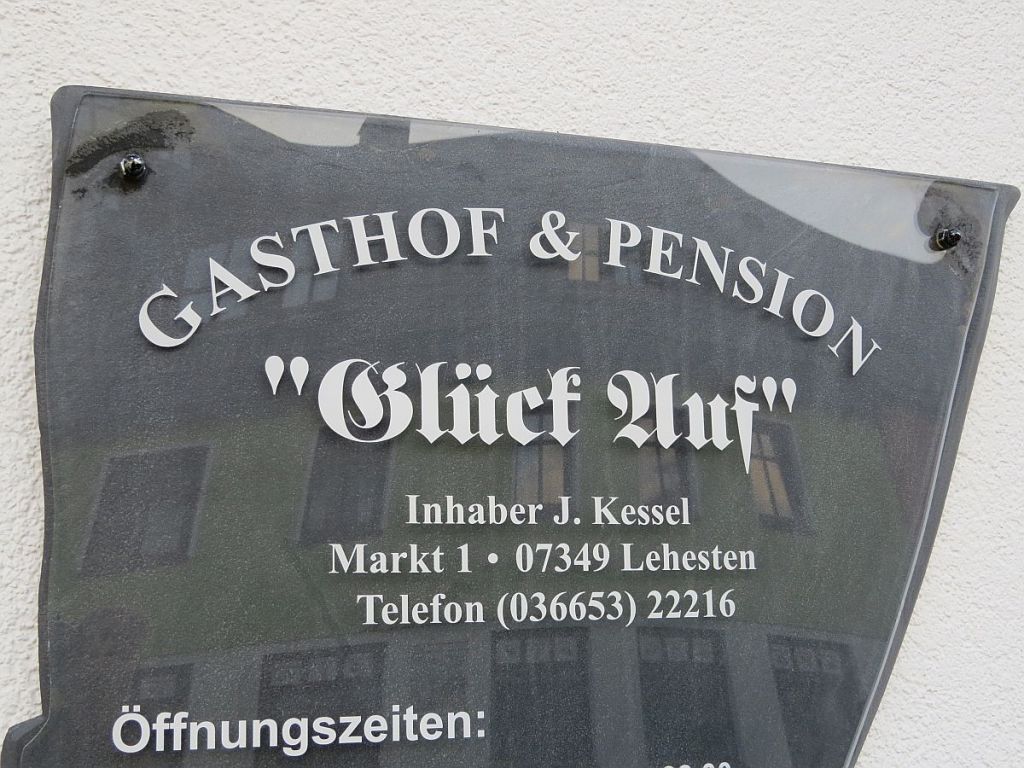 GASTHOF & PENSION
"Glück Auf"
Inhaber J. Kessel
Markt 1 • 07349 Lehesten
Telefon (036653) 22216
Öffnungszeiten: